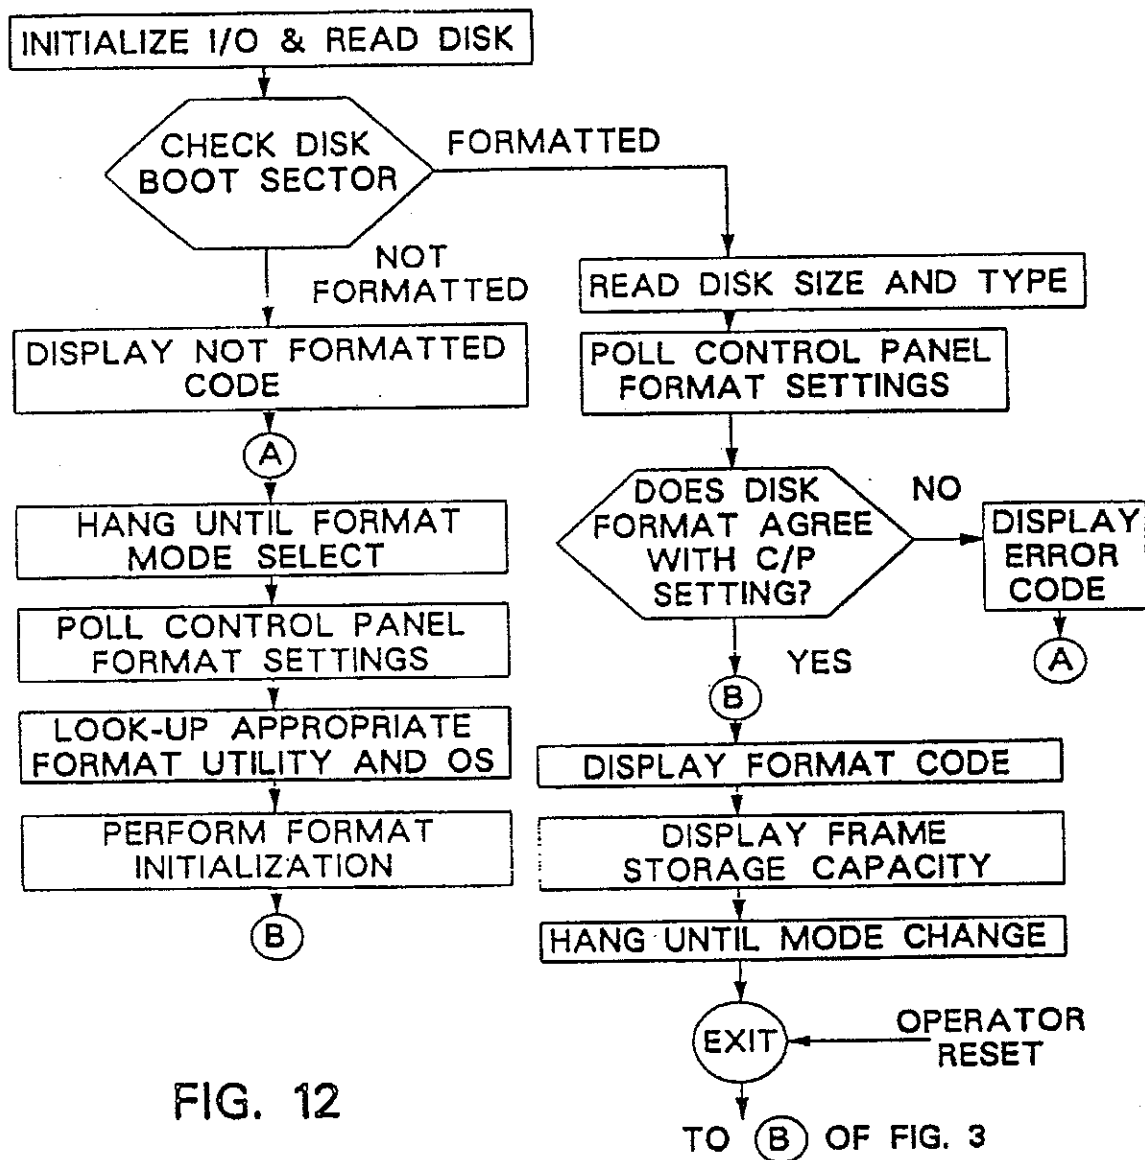 INITIALIZE I/O & READ DISK
CHECK DISK
BOOT SECTOR
FORMATTED
NOT
FORMATTED
DISPLAY NOT FORMATTED
CODE
A
HANG UNTIL FORMAT
MODE SELECT
POLL CONTROL PANEL
FORMAT SETTINGS
LOOK-UP APPROPRIATE
FORMAT UTILITY AND OS
PERFORM FORMAT
INITIALIZATION
B
READ DISK SIZE AND TYPE
POLL CONTROL PANEL
FORMAT SETTINGS
DOES DISK
FORMAT AGREE
WITH C/P
SETTING?
NO
DISPLAY
ERROR
CODE
A
YES
B
DISPLAY FORMAT CODE
DISPLAY FRAME
STORAGE CAPACITY
HANG UNTIL MODE CHANGE
EXIT
OPERATOR
RESET
TO B OF FIG. 3
FIG. 12